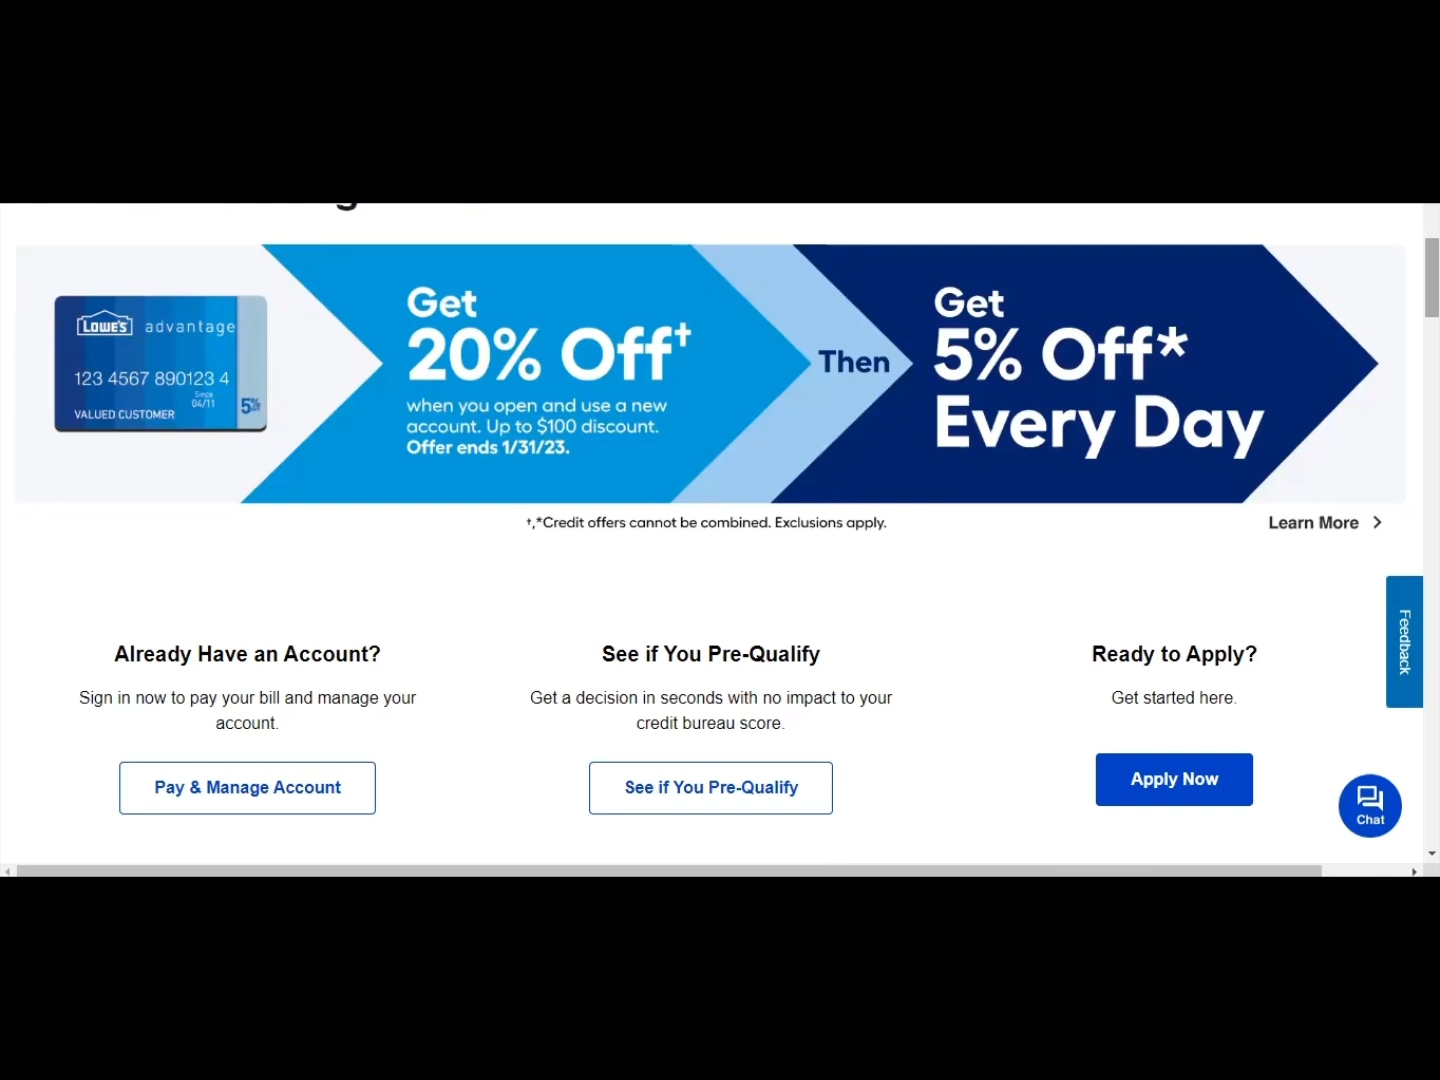 LOWE'S advantage
123 4567 890123 4
Since
04/11
VALUED CUSTOMER
5%
Get
20% Off†
when you open and use a new
account. Up to $100 discount.
Offer ends 1/31/23.
Then
Get
5% Off*
Every Day
†,*Credit offers cannot be combined. Exclusions apply.
Learn More
Feedback
Already Have an Account?
Sign in now to pay your bill and manage your
account.
Pay & Manage Account
See if You Pre-Qualify
Get a decision in seconds with no impact to your
credit bureau score.
See if You Pre-Qualify
Ready to Apply?
Get started here.
Apply Now
Chat